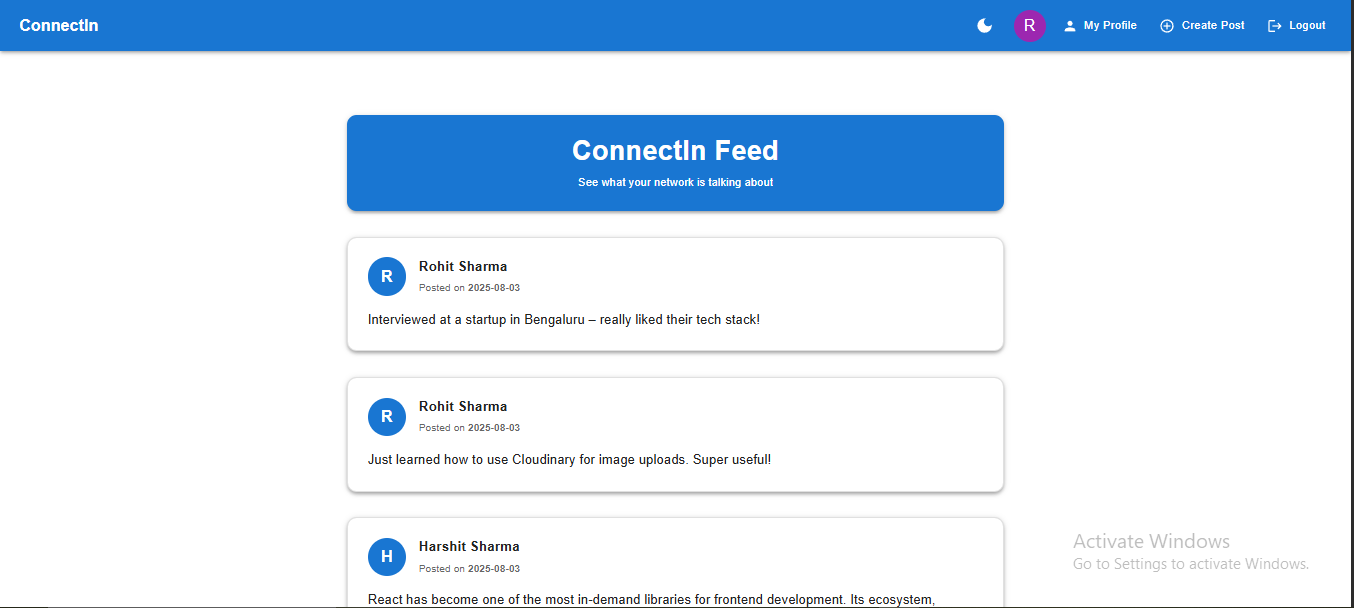 ConnectIn
R
My Profile
Create Post
Logout
ConnectIn Feed
See what your network is talking about
R
Rohit Sharma
Posted on 2025-08-03
Interviewed at a startup in Bengaluru – really liked their tech stack!
R
Rohit Sharma
Posted on 2025-08-03
Just learned how to use Cloudinary for image uploads. Super useful!
H
Harshit Sharma
Posted on 2025-08-03
React has become one of the most in-demand libraries for frontend development. Its ecosystem,
Activate Windows
Go to Settings to activate Windows.